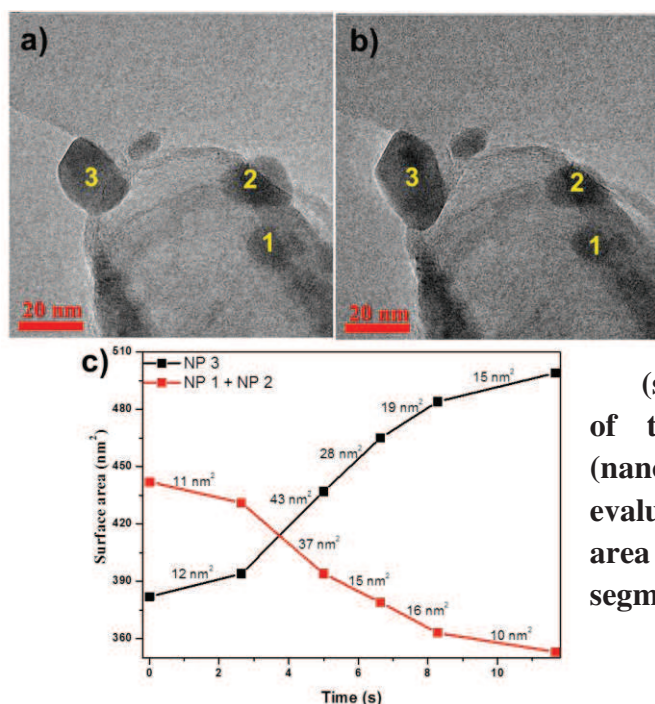 a)
b)
3
2
1
3
2
1
20 nm
20 nm
c)
NP 3
NP 1 + NP 2
510
480
450
420
390
360
Surface area (nm²)
11 nm²
12 nm²
43 nm²
37 nm²
28 nm²
15 nm²
19 nm²
16 nm²
15 nm²
10 nm²
0
2
4
6
8
10
Time (s)
(s
of t
(nano
evalu
area
segm